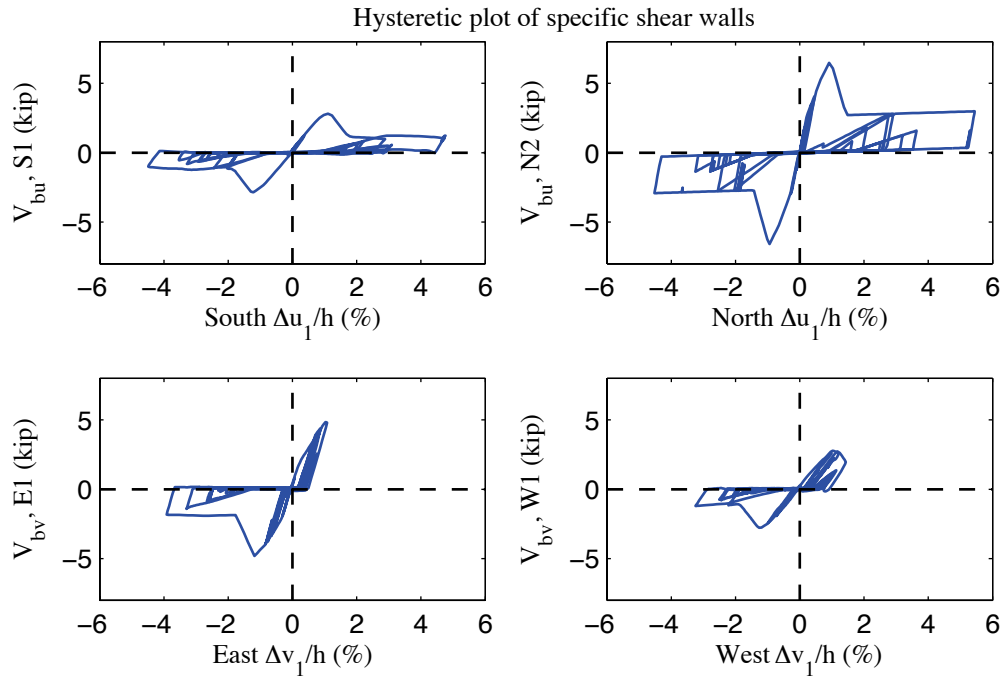 Hysteretic plot of specific shear walls
5
0
−5
V_bu, S1 (kip)
−6 −4 −2 0 2 4 6
South Δu_1/h (%)
5
0
−5
V_bu, N2 (kip)
−6 −4 −2 0 2 4 6
North Δu_1/h (%)
5
0
−5
V_bv, E1 (kip)
−6 −4 −2 0 2 4 6
East Δv_1/h (%)
5
0
−5
V_bv, W1 (kip)
−6 −4 −2 0 2 4 6
West Δv_1/h (%)